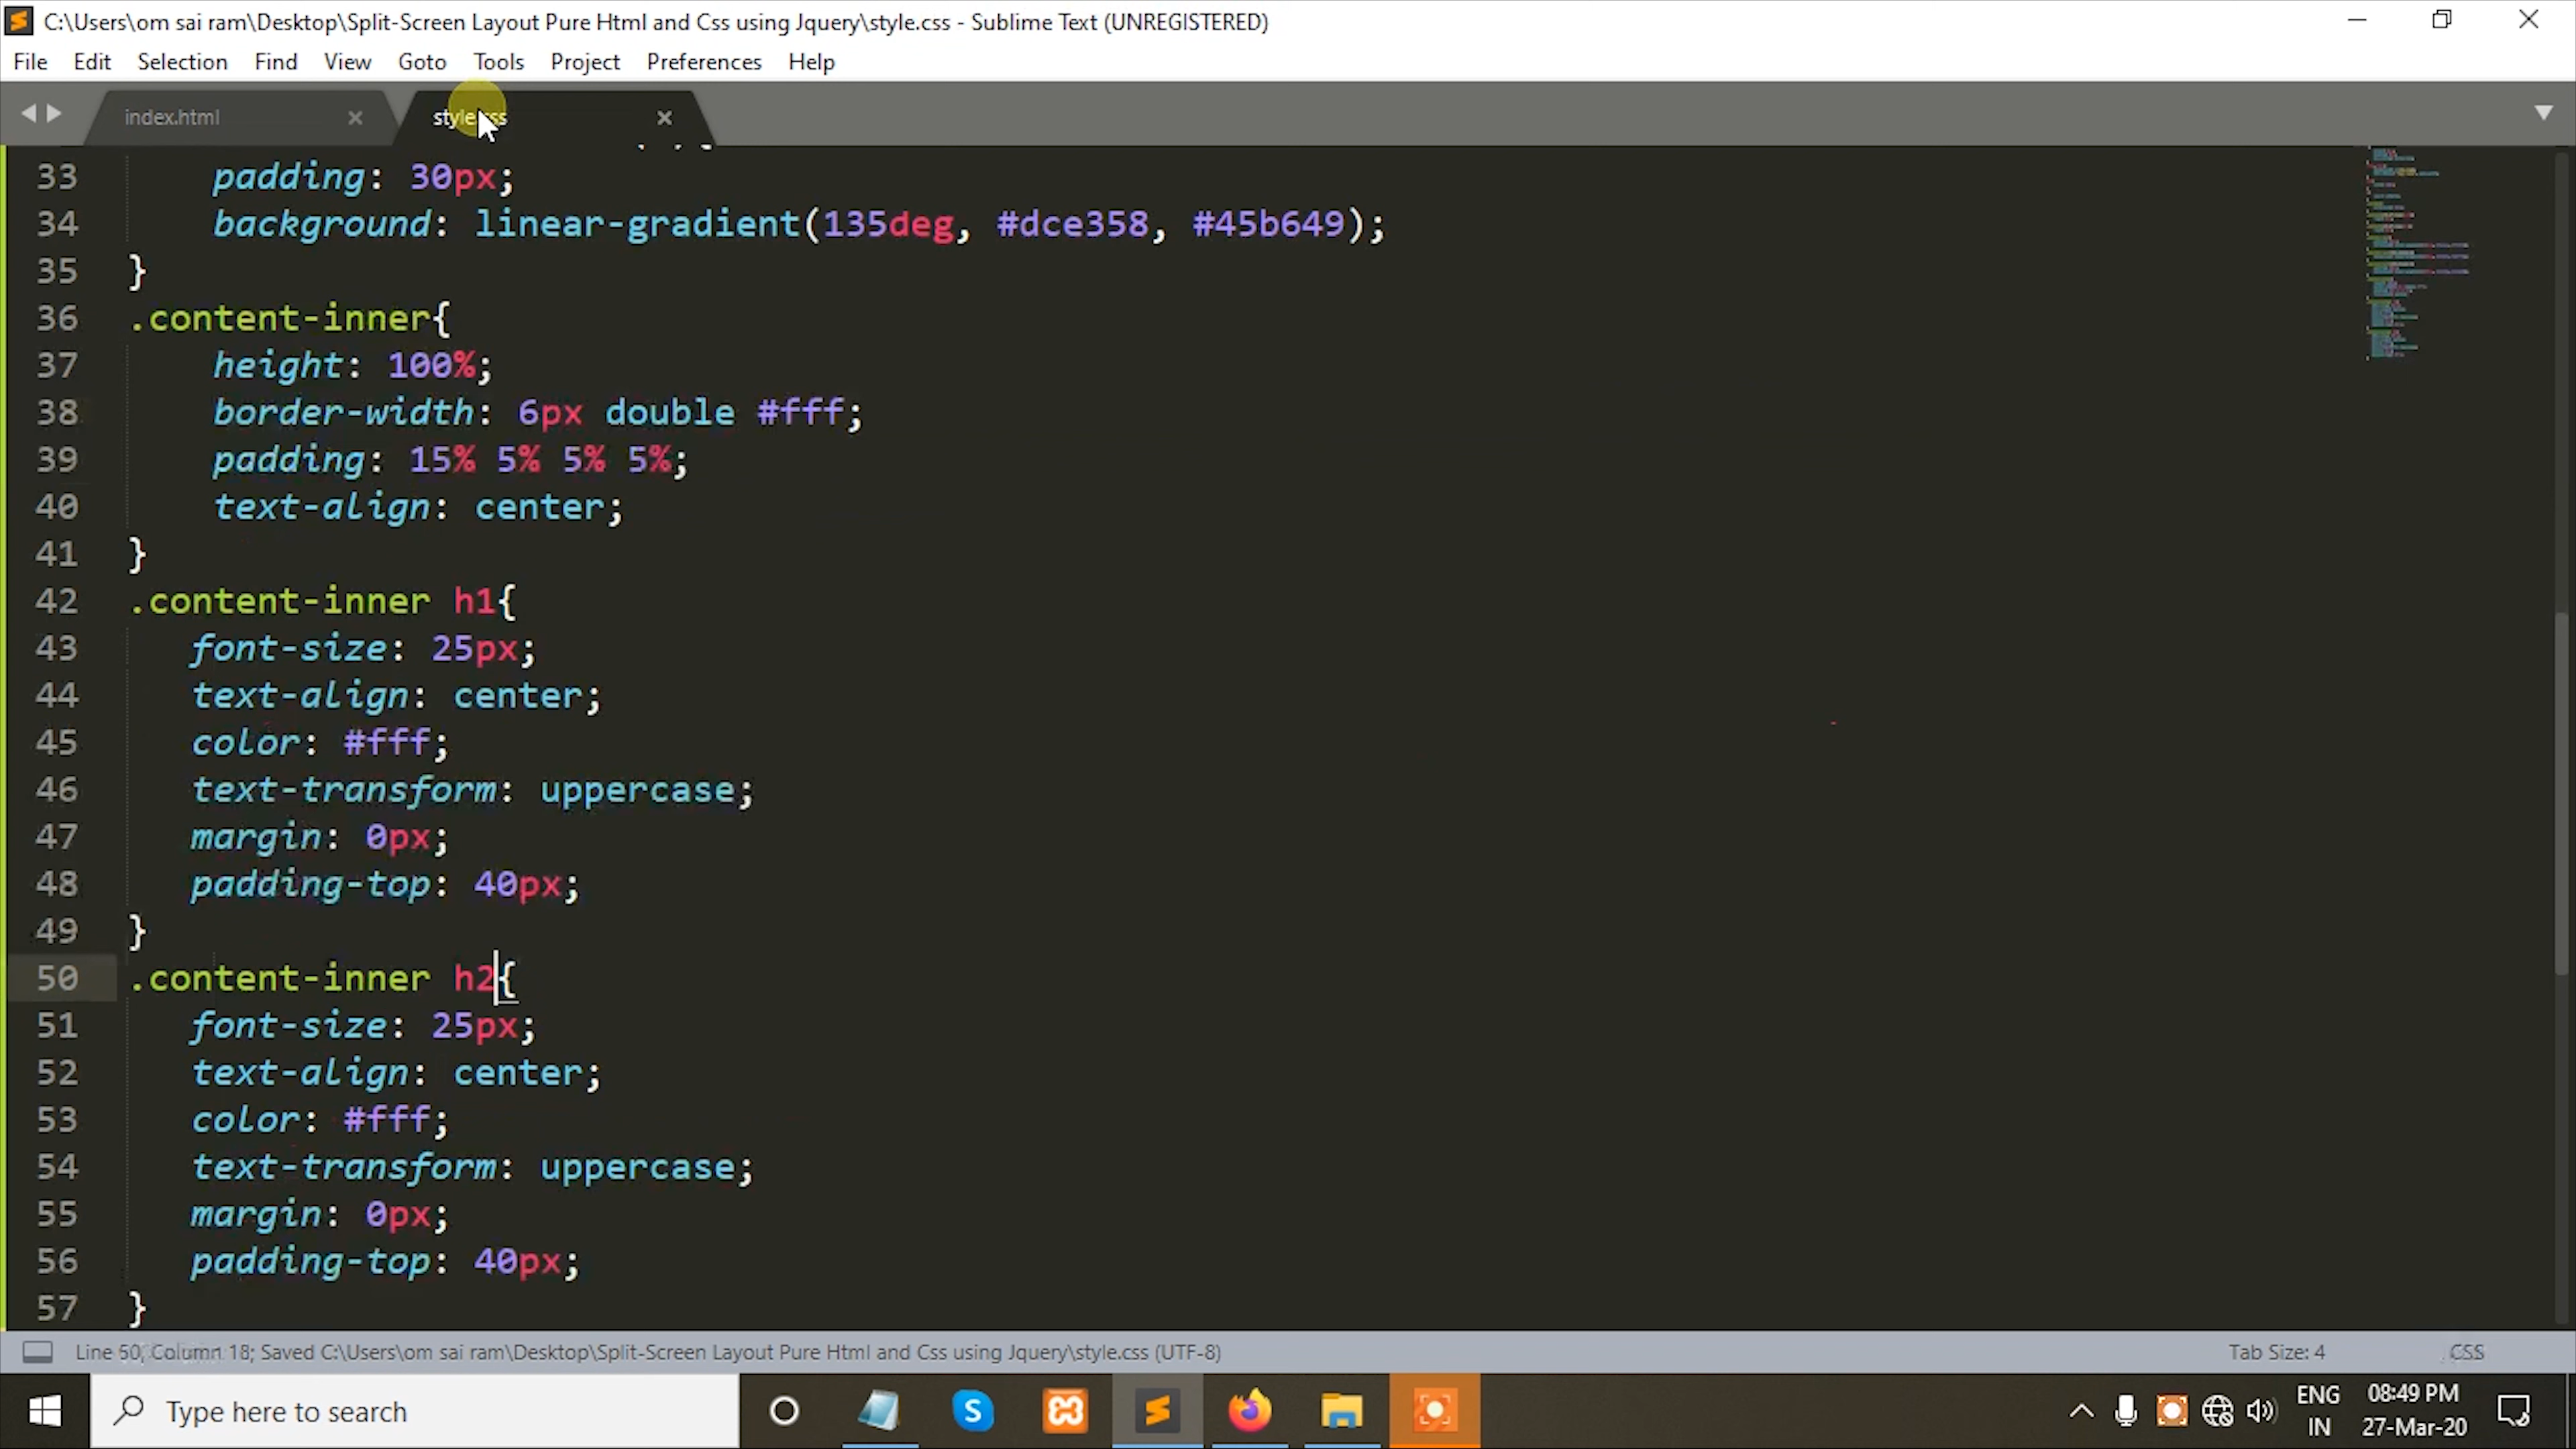 C:\Users\om sai ram\Desktop\Split-Screen Layout Pure Html and Css using Jquery\style.css - Sublime Text (UNREGISTERED)
File Edit Selection Find View Goto Tools Project Preferences Help
index.html style.css
33 padding: 30px;
34 background: linear-gradient(135deg, #dce358, #45b649);
35 }
36 .content-inner{
37 height: 100%;
38 border-width: 6px double #fff;
39 padding: 15% 5% 5% 5%;
40 text-align: center;
41 }
42 .content-inner h1{
43 font-size: 25px;
44 text-align: center;
45 color: #fff;
46 text-transform: uppercase;
47 margin: 0px;
48 padding-top: 40px;
49 }
50 .content-inner h2{
51 font-size: 25px;
52 text-align: center;
53 color: #fff;
54 text-transform: uppercase;
55 margin: 0px;
56 padding-top: 40px;
57 }
Line 50, Column 18; Saved C:\Users\om sai ram\Desktop\Split-Screen Layout Pure Html and Css using Jquery\style.css (UTF-8) Tab Size: 4 CSS
Type here to search
ENG
IN
08:49 PM
27-Mar-20